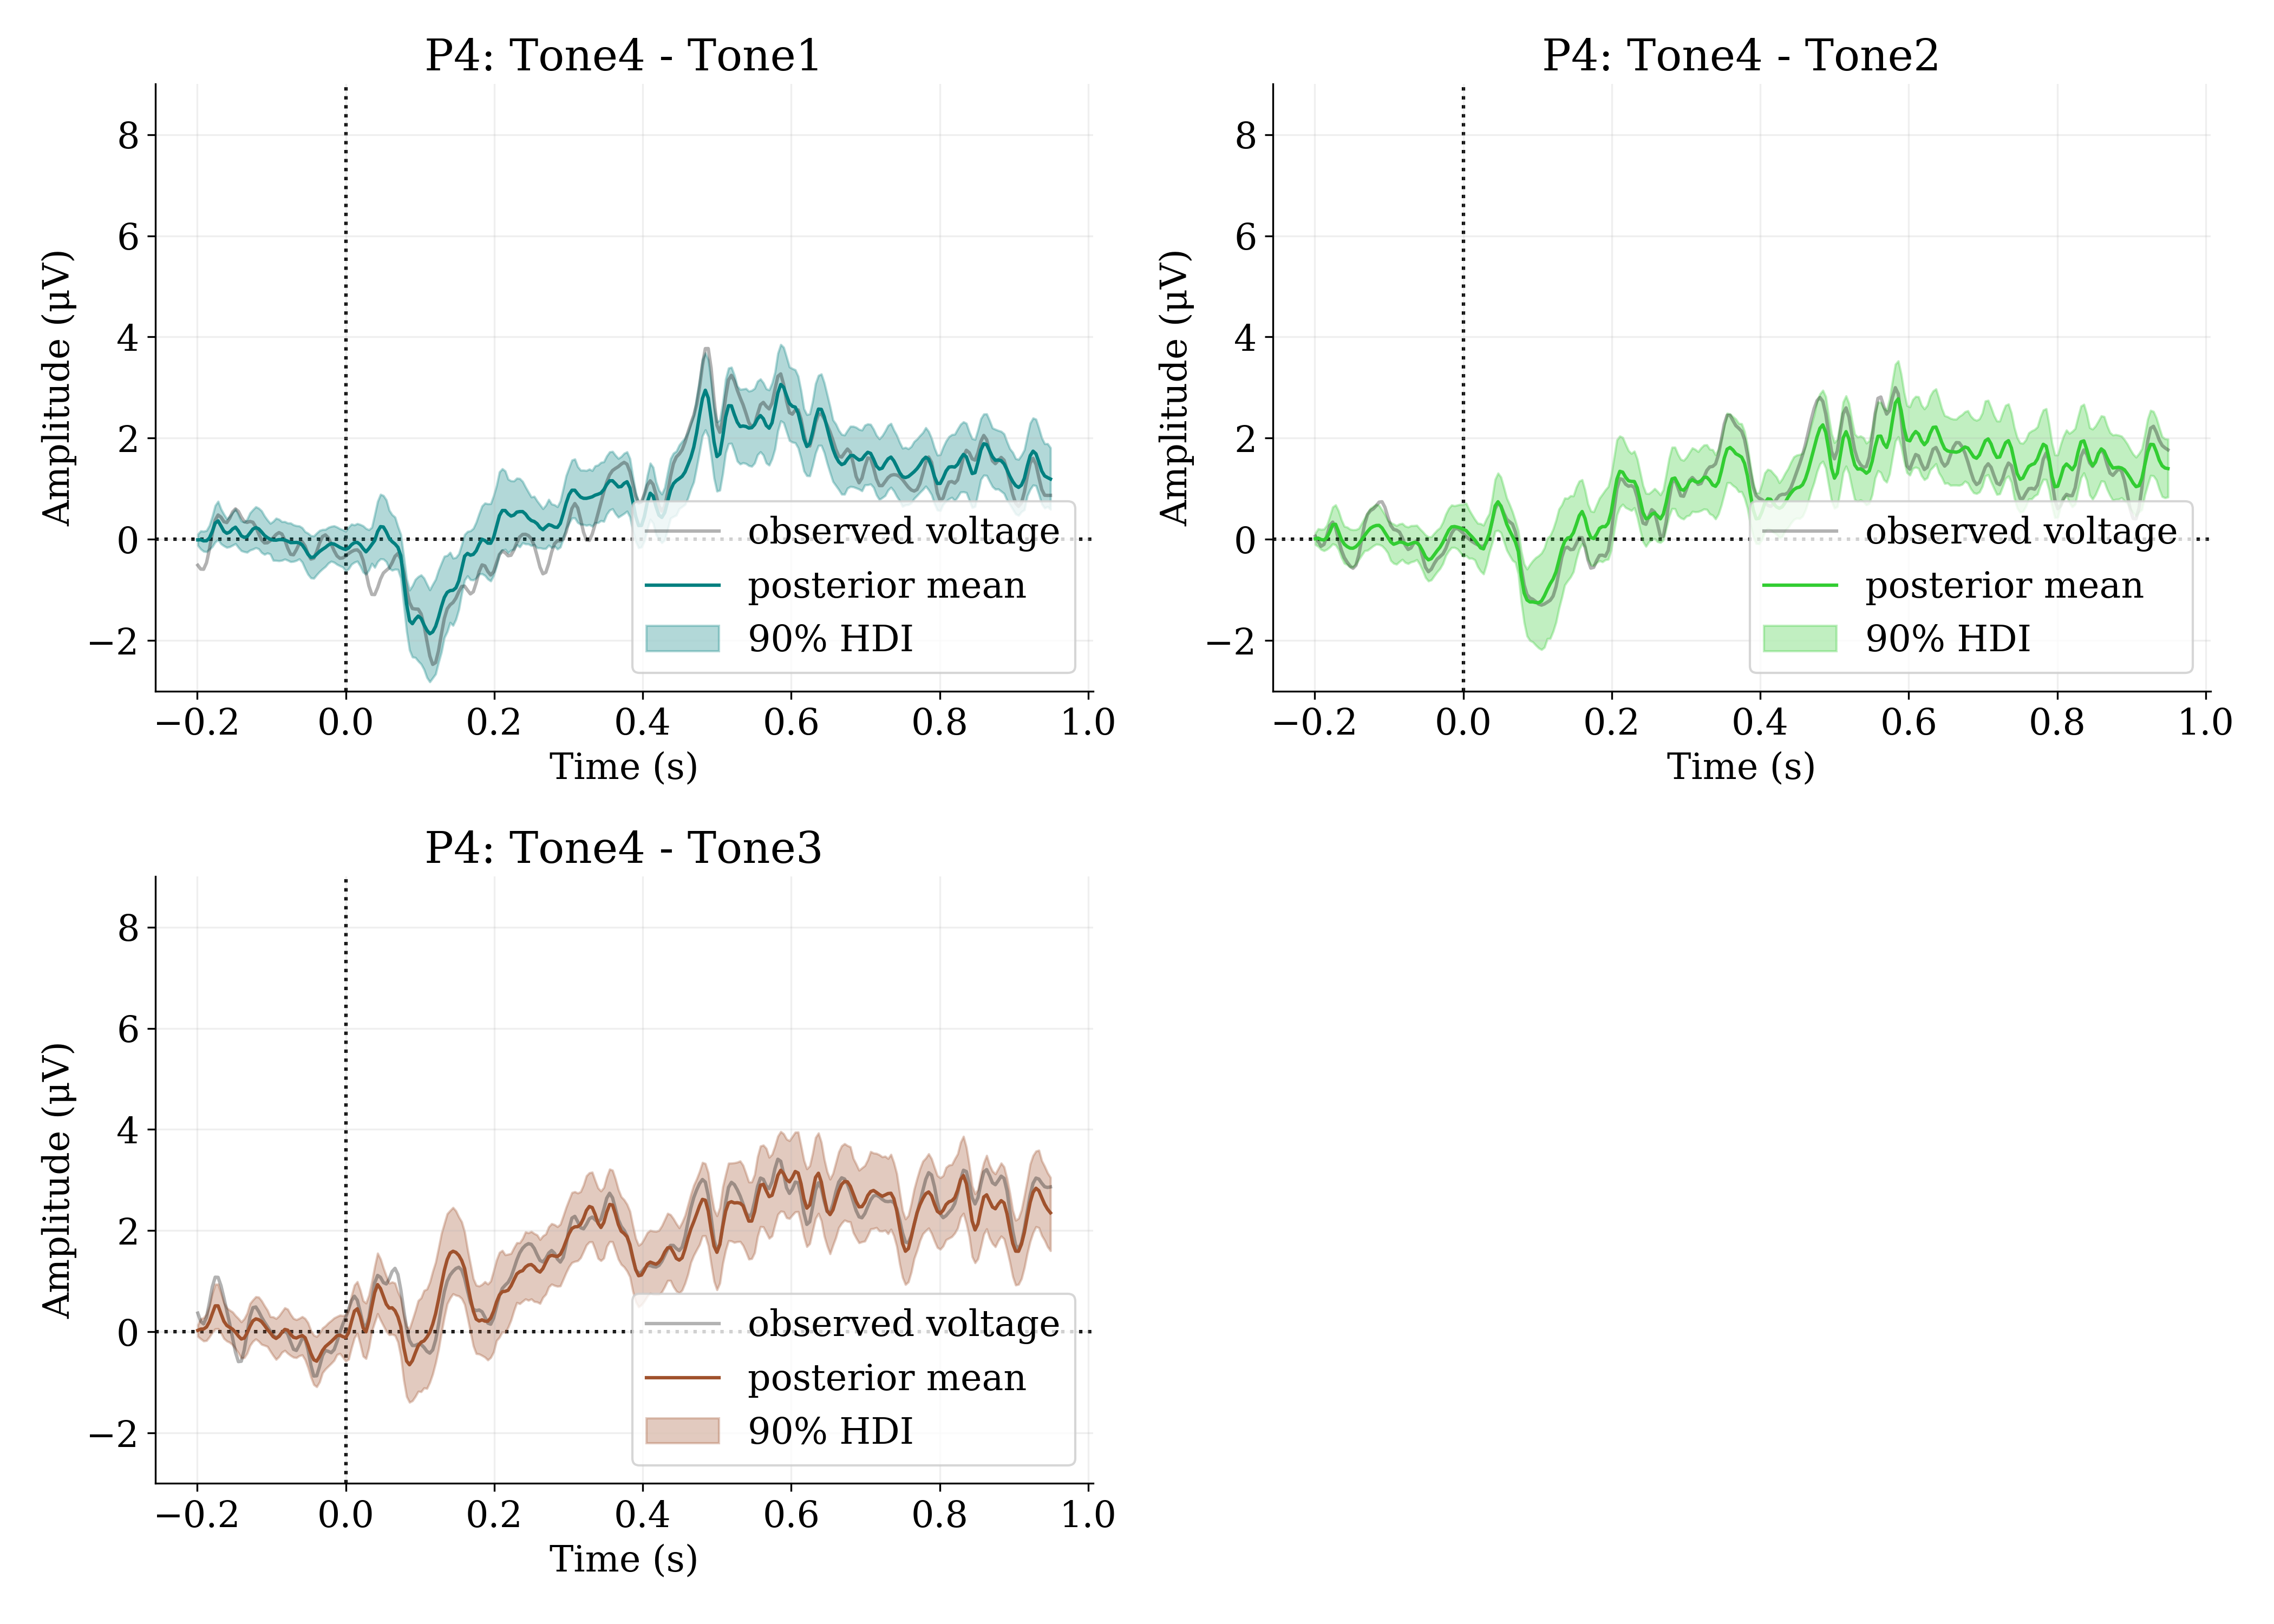 P4: Tone4 - Tone1
Amplitude (μV)
8
6
4
2
0
−2
observed voltage
posterior mean
90% HDI
−0.2 0.0 0.2 0.4 0.6 0.8 1.0
Time (s)
P4: Tone4 - Tone2
Amplitude (μV)
8
6
4
2
0
−2
observed voltage
posterior mean
90% HDI
−0.2 0.0 0.2 0.4 0.6 0.8 1.0
Time (s)
P4: Tone4 - Tone3
Amplitude (μV)
8
6
4
2
0
−2
observed voltage
posterior mean
90% HDI
−0.2 0.0 0.2 0.4 0.6 0.8 1.0
Time (s)